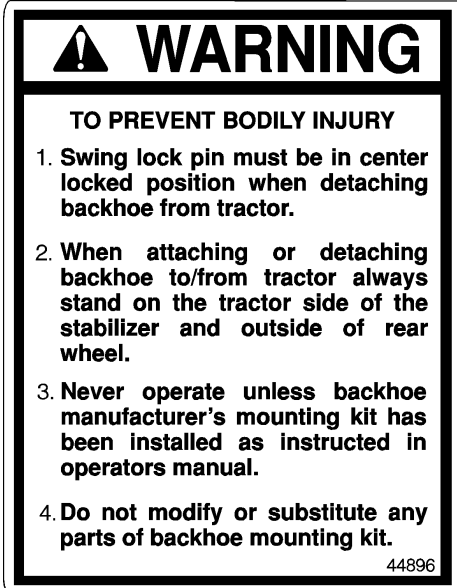 WARNING
TO PREVENT BODILY INJURY
1. Swing lock pin must be in center
locked position when detaching
backhoe from tractor.
2. When attaching or detaching
backhoe to/from tractor always
stand on the tractor side of the
stabilizer and outside of rear
wheel.
3. Never operate unless backhoe
manufacturer's mounting kit has
been installed as instructed in
operators manual.
4. Do not modify or substitute any
parts of backhoe mounting kit.
44896